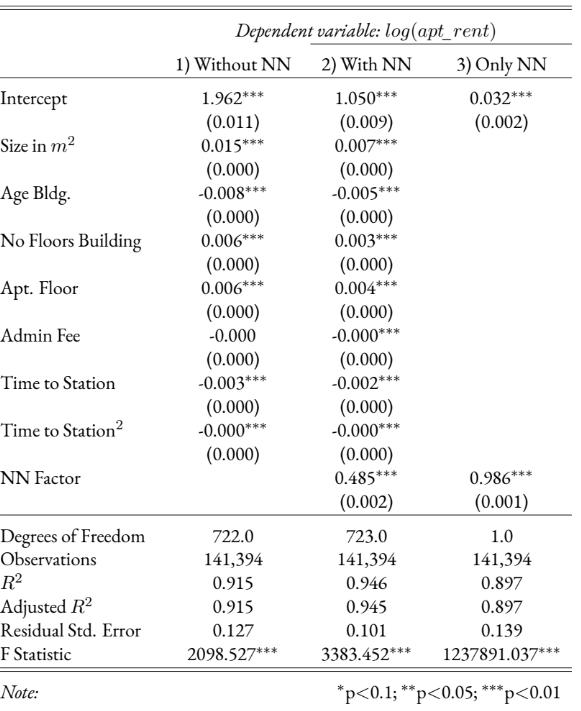 Dependent variable: log(apt_rent)
1) Without NN 2) With NN 3) Only NN
Intercept 1.962*** 1.050*** 0.032***
(0.011) (0.009) (0.002)
Size in m² 0.015*** 0.007***
(0.000) (0.000)
Age Bldg. -0.008*** -0.005***
(0.000) (0.000)
No Floors Building 0.006*** 0.003***
(0.000) (0.000)
Apt. Floor 0.006*** 0.004***
(0.000) (0.000)
Admin Fee -0.000 -0.000***
(0.000) (0.000)
Time to Station -0.003*** -0.002***
(0.000) (0.000)
Time to Station² -0.000*** -0.000***
(0.000) (0.000)
NN Factor 0.485*** 0.986***
(0.002) (0.001)
Degrees of Freedom 722.0 723.0 1.0
Observations 141,394 141,394 141,394
R² 0.915 0.946 0.897
Adjusted R² 0.915 0.945 0.897
Residual Std. Error 0.127 0.101 0.139
F Statistic 2098.527*** 3383.452*** 1237891.037***
Note: *p<0.1; **p<0.05; ***p<0.01